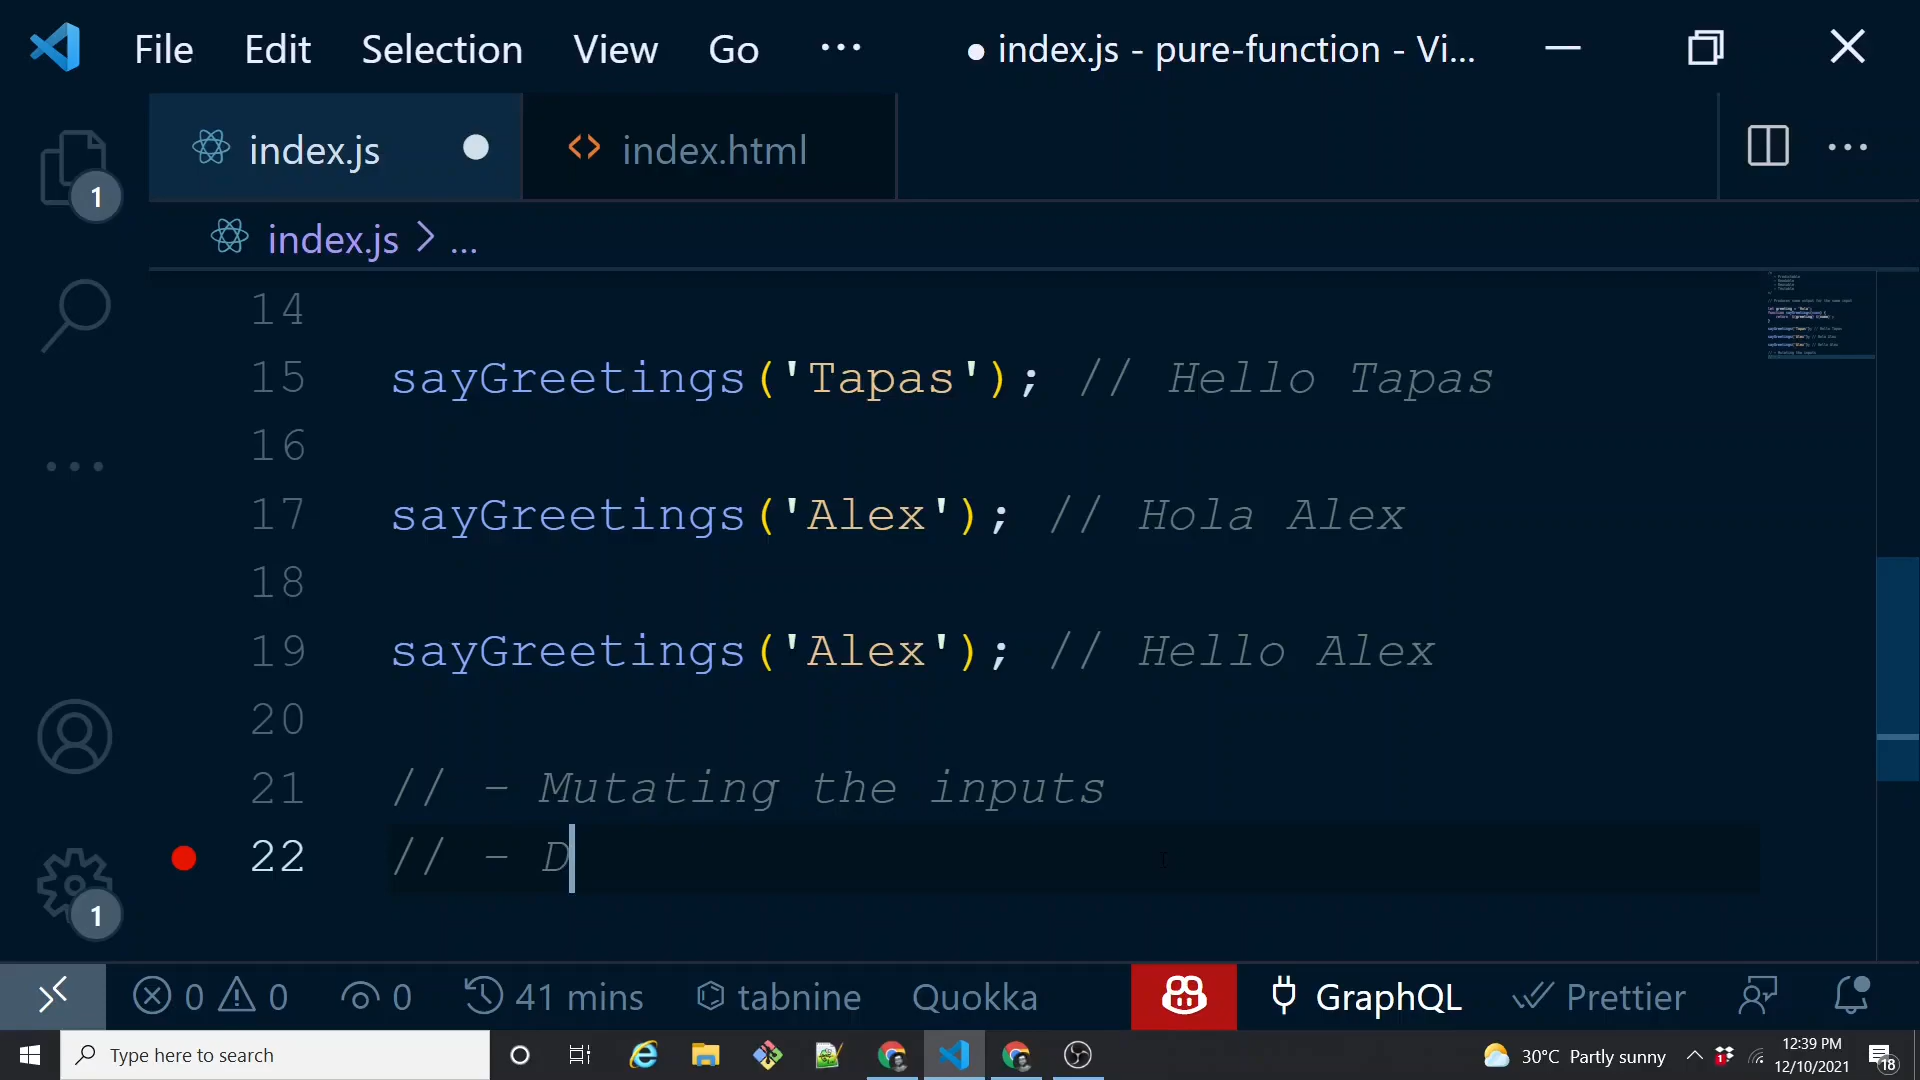 File Edit Selection View Go ... ● index.js - pure-function - Vi...
index.js ● index.html
1
index.js > ...
14
15 sayGreetings('Tapas'); // Hello Tapas
16
17 sayGreetings('Alex'); // Hola Alex
18
19 sayGreetings('Alex'); // Hello Alex
20
21 // - Mutating the inputs
22 // - D
1
0 0 0 41 mins tabnine Quokka GraphQL Prettier
Type here to search
30°C Partly sunny
1
12:39 PM
12/10/2021
18